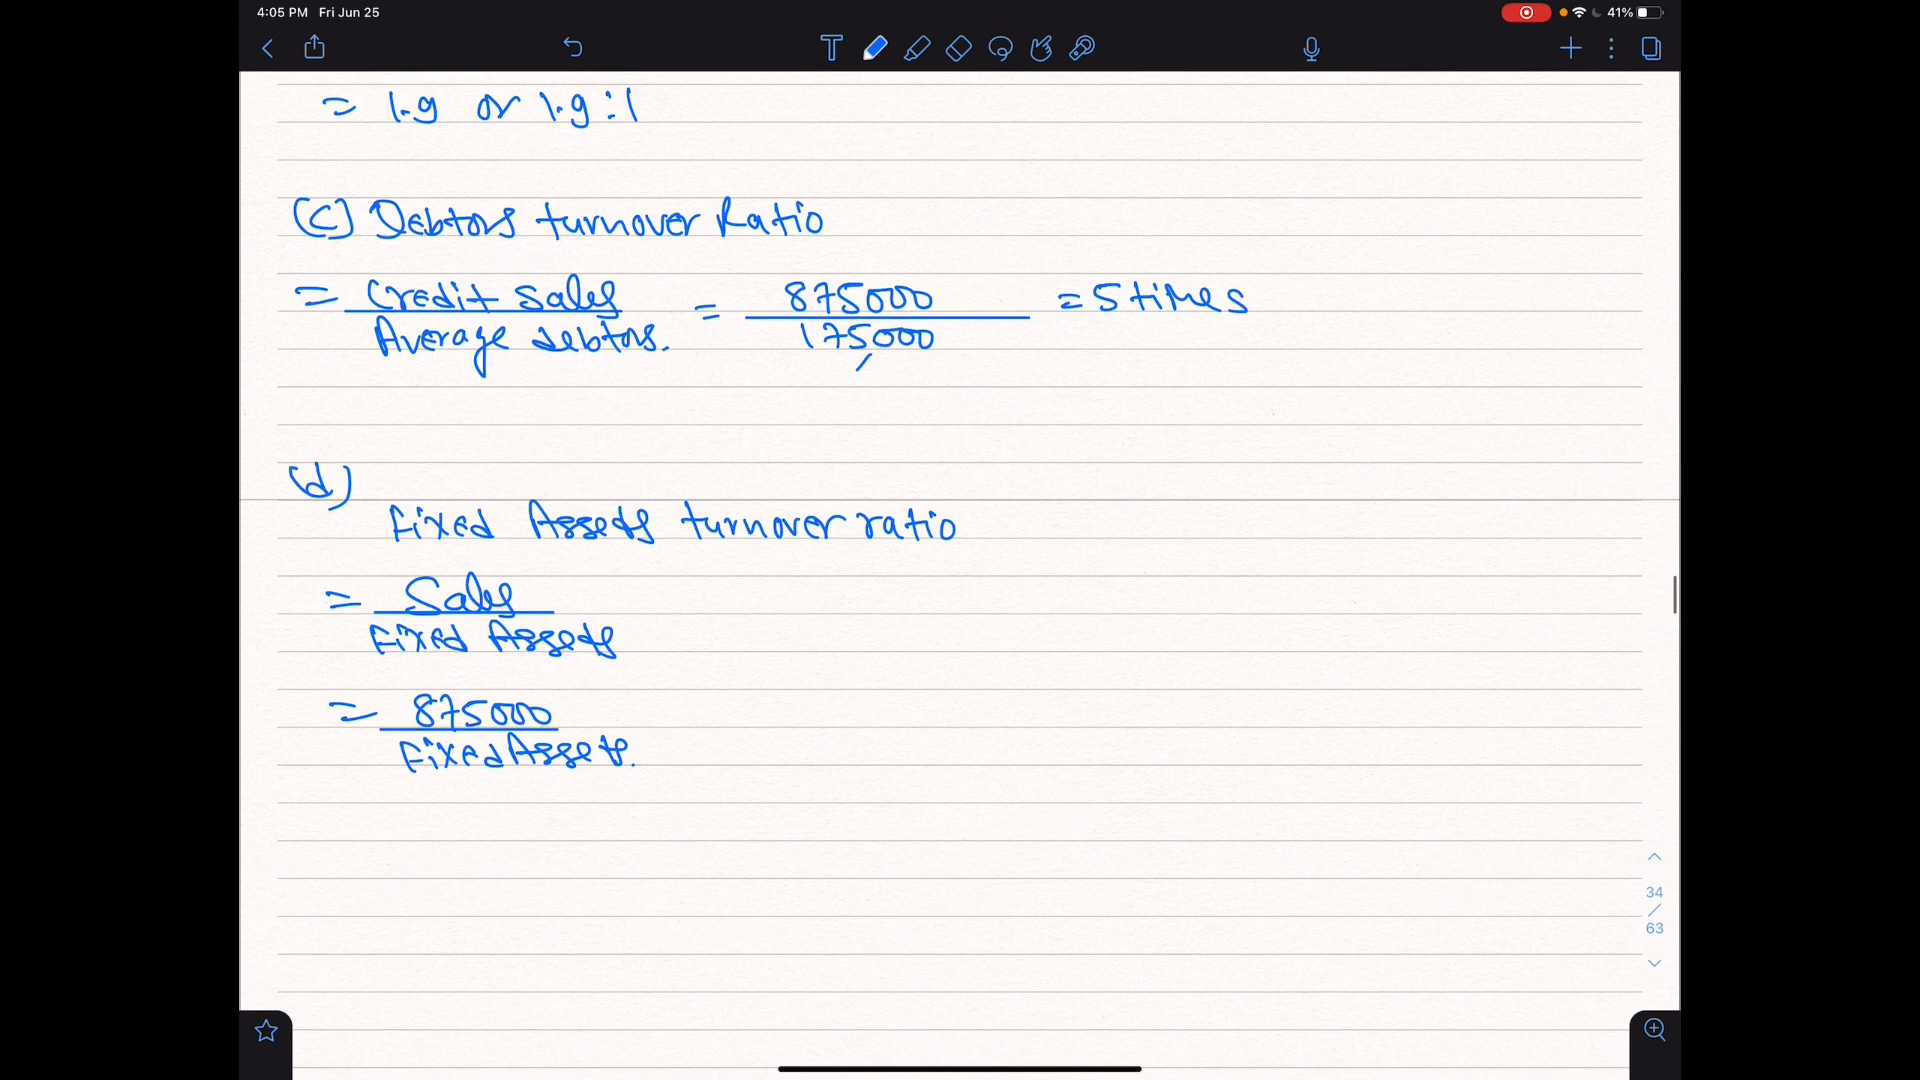 4:05 PM Fri Jun 25
41%
= 1.9 or 1.9:1
(C) Debtors turnover Ratio
= Credit Sales / Average debtors. = 875000 / 175000 = 5 times
(d)
Fixed Assets turnover ratio
= Sales / Fixed Assets
= 875000 / Fixed Assets.
34
/
63